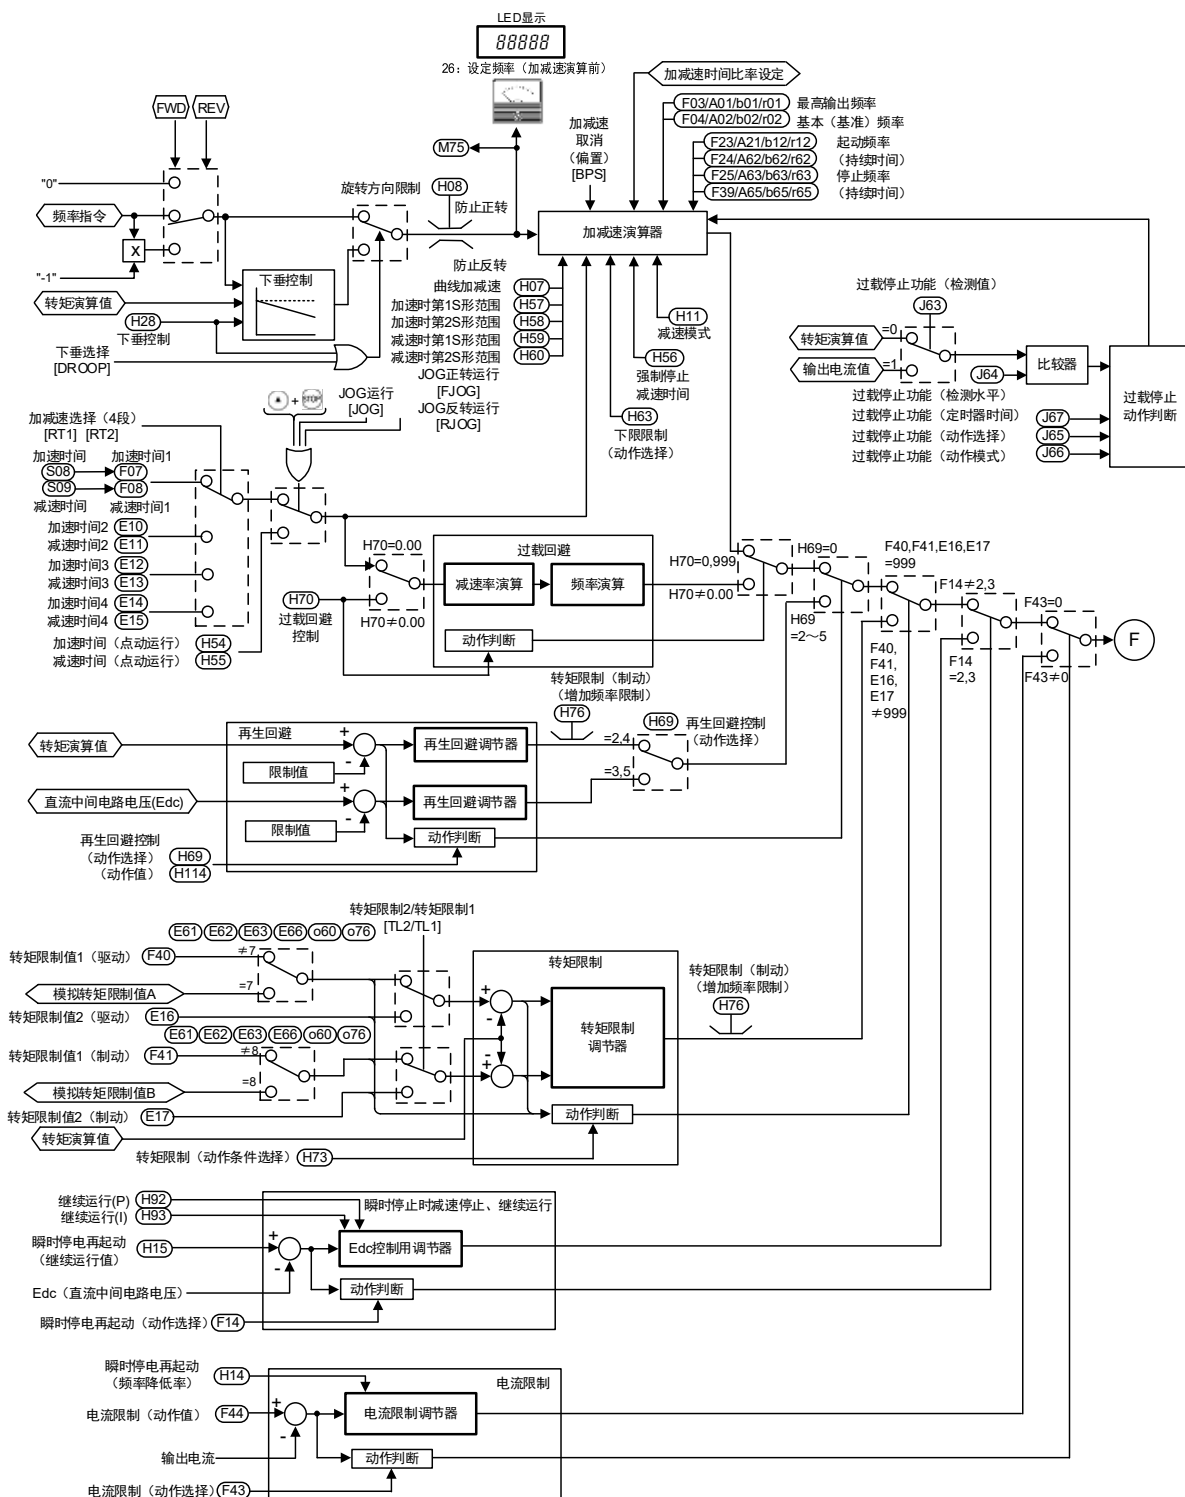 LED显示
88888
26：设定频率（加减速演算前）
FWD
REV
M75
加减速
取消
（偏置）
[BPS]
加减速时间比率设定
F03/A01/b01/r01 最高输出频率
F04/A02/b02/r02 基本（基准）频率
F23/A21/b12/r12 起动频率
F24/A62/b62/r62 （持续时间）
F25/A63/b63/r63 停止频率
F39/A65/b65/r65 （持续时间）
"0"
频率指令
X
"-1"
旋转方向限制
H08
防止正转
防止反转
加减速演算器
转矩演算值
H28
下垂控制
下垂控制
下垂选择
[DROOP]
曲线加减速 H07
加速时第1S形范围 H57
加速时第2S形范围 H58
减速时第1S形范围 H59
减速时第2S形范围 H60
H11
减速模式
H56
强制停止
减速时间
H63
下限限制
（动作选择）
过载停止功能（检测值）
J63
转矩演算值 =0
输出电流值 =1
J64
比较器
过载停止
动作判断
过载停止功能（检测水平）
过载停止功能（定时器时间） J67
过载停止功能（动作选择） J65
过载停止功能（动作模式） J66
JOG正转运行
[FJOG]
JOG反转运行
[RJOG]
JOG运行
[JOG]
+ STOP
加减速选择（4段）
[RT1] [RT2]
加速时间 加速时间1
S08 F07
S09 F08
减速时间 减速时间1
加速时间2 E10
减速时间2 E11
加速时间3 E12
减速时间3 E13
加速时间4 E14
减速时间4 E15
加速时间（点动运行） H54
减速时间（点动运行） H55
H70=0.00
H70
过载回避
控制
H70≠0.00
过载回避
减速率演算
频率演算
动作判断
H70=0,999
H70≠0.00
H69=0
H69
=2～5
F40,F41,E16,E17
=999
F40,
F41,
E16,
E17
≠999
F14≠2,3
F14
=2,3
F43=0
F43≠0
F
转矩限制（制动）
（增加频率限制）
H76
H69 再生回避控制
（动作选择）
=2,4
=3,5
转矩演算值
再生回避
+
-
限制值
再生回避调节器
直流中间电路电压(Edc)
+
-
限制值
再生回避调节器
动作判断
再生回避控制
（动作选择） H69
（动作值） H114
转矩限制2/转矩限制1
[TL2/TL1]
E61 E62 E63 E66 o60 o76
转矩限制值1（驱动） F40 ≠7
模拟转矩限制值A =7
转矩限制值2（驱动） E16
E61 E62 E63 E66 o60 o76
转矩限制值1（制动） F41 ≠8
模拟转矩限制值B =8
转矩限制值2（制动） E17
转矩演算值
转矩限制（动作条件选择） H73
转矩限制
+
-
-
+
转矩限制
调节器
动作判断
转矩限制（制动）
（增加频率限制）
H76
继续运行(P) H92
继续运行(I) H93
瞬时停止时减速停止、继续运行
瞬时停电再起动
（继续运行值）
H15
+
-
Edc控制用调节器
Edc（直流中间电路电压）
动作判断
瞬时停电再起动（动作选择） F14
瞬时停电再起动
（频率降低率）
H14
电流限制
电流限制（动作值） F44
+
-
电流限制调节器
输出电流
动作判断
电流限制（动作选择） F43